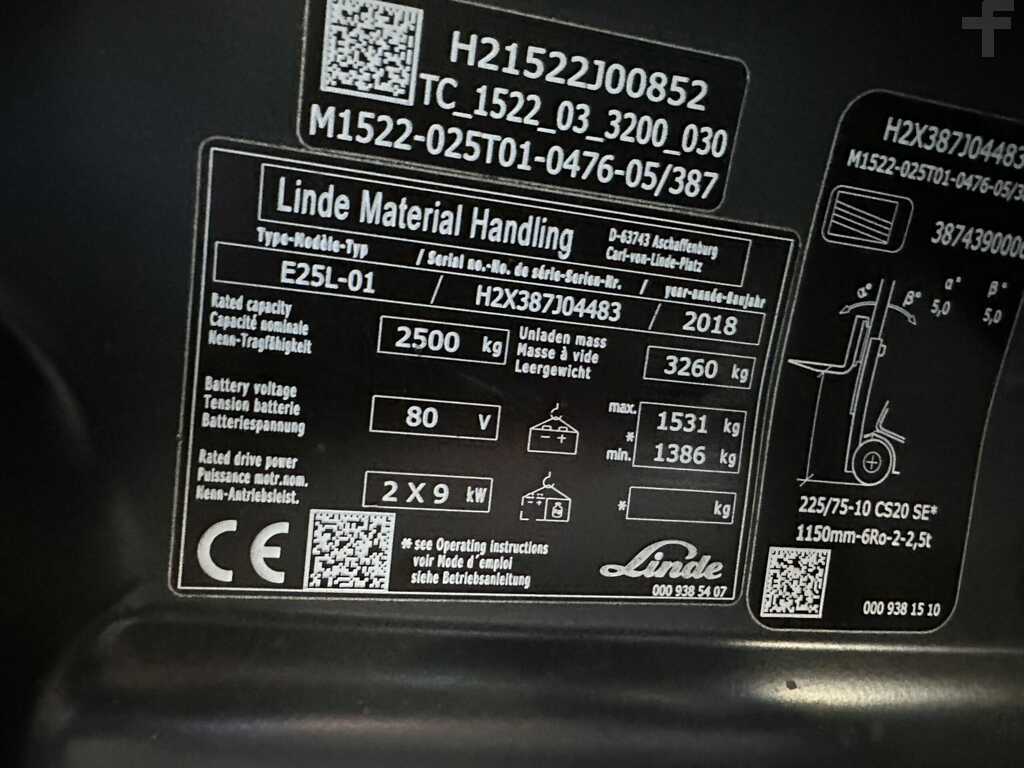 H21522J00852
TC_1522_03_3200_030
M1522-025T01-0476-05/387
Linde Material Handling
D-63743 Aschaffenburg
Carl-von-Linde-Platz
Type-Modèle-Typ / Serial no.-No. de série-Serien-Nr. / year-année-Baujahr
E25L-01 / H2X387J04483 / 2018
Rated capacity
Capacité nominale
Nenn-Tragfähigkeit
2500 kg
Unladen mass
Masse à vide
Leergewicht
3260 kg
Battery voltage
Tension batterie
Batteriespannung
80 V
- +
max. 1531 kg
*
min. 1386 kg
Rated drive power
Puissance motr.nom.
Nenn-Antriebsleist.
2 X 9 kW
* kg
CE
* see Operating instructions
voir Mode d'emploi
siehe Betriebsanleitung
Linde
000 938 54 07
H2X387J04483
M1522-025T01-0476-05/3
3874390000
α° β°
α° β°
5,0 5,0
225/75-10 CS20 SE*
1150mm-6Ro-2-2,5t
000 938 15 10
f